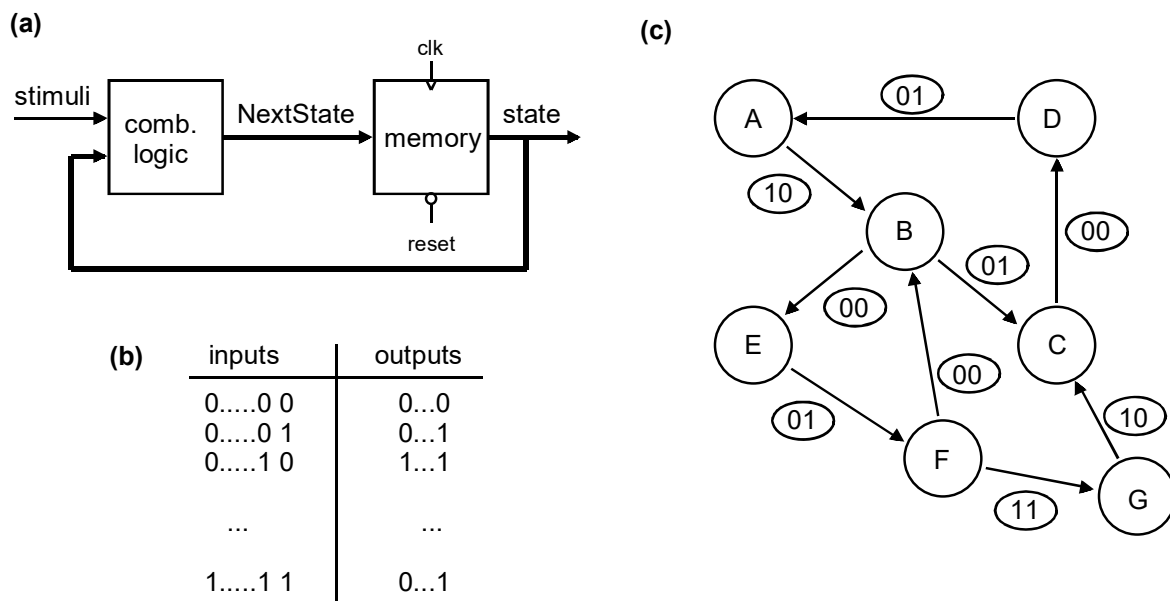 (a)
clk
stimuli
NextState
state
comb.
logic
memory
reset
(b)
inputs outputs
0.....0 0 0...0
0.....0 1 0...1
0.....1 0 1...1
... ...
1.....1 1 0...1
(c)
01
A
D
10
B
00
01
00
E
C
00
01
10
F
11
G